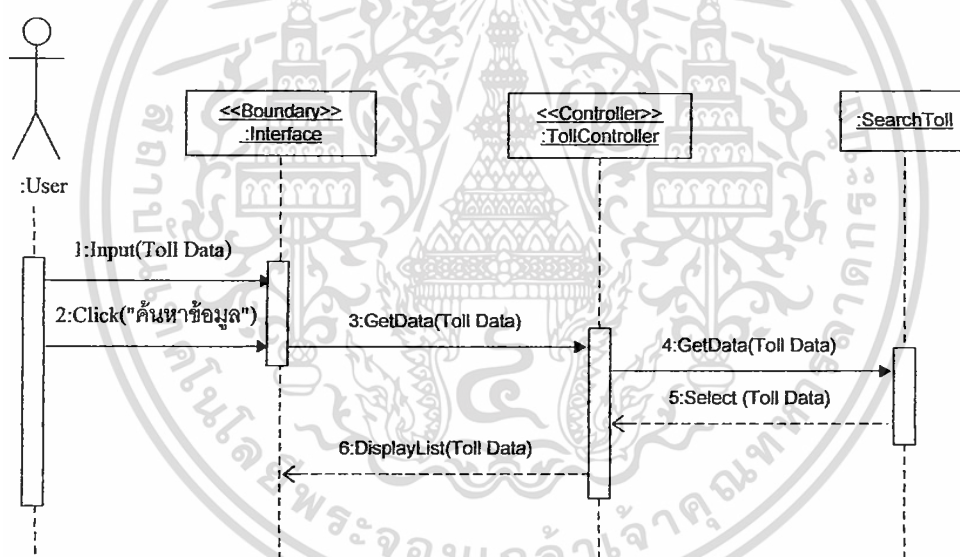 <<Boundary>>
:Interface
<<Controller>>
:TollController
:SearchToll
:User
1:Input(Toll Data)
2:Click("ค้นหาข้อมูล")
3:GetData(Toll Data)
4:GetData(Toll Data)
5:Select (Toll Data)
6:DisplayList(Toll Data)